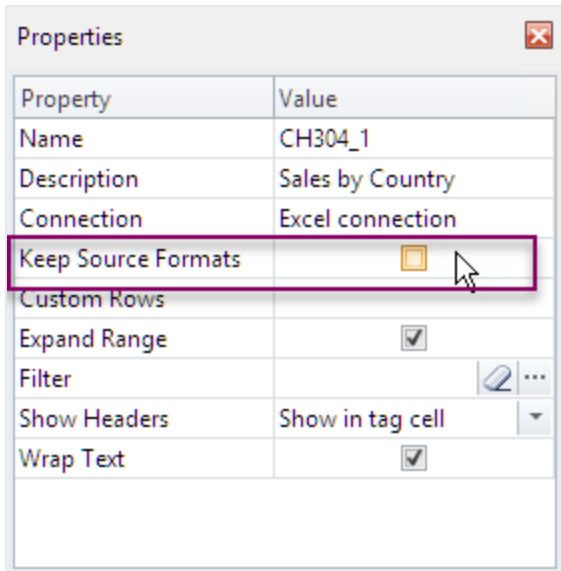 Properties
Property Value
Name CH304_1
Description Sales by Country
Connection Excel connection
Keep Source Formats
Custom Rows
Expand Range
Filter ...
Show Headers Show in tag cell
Wrap Text